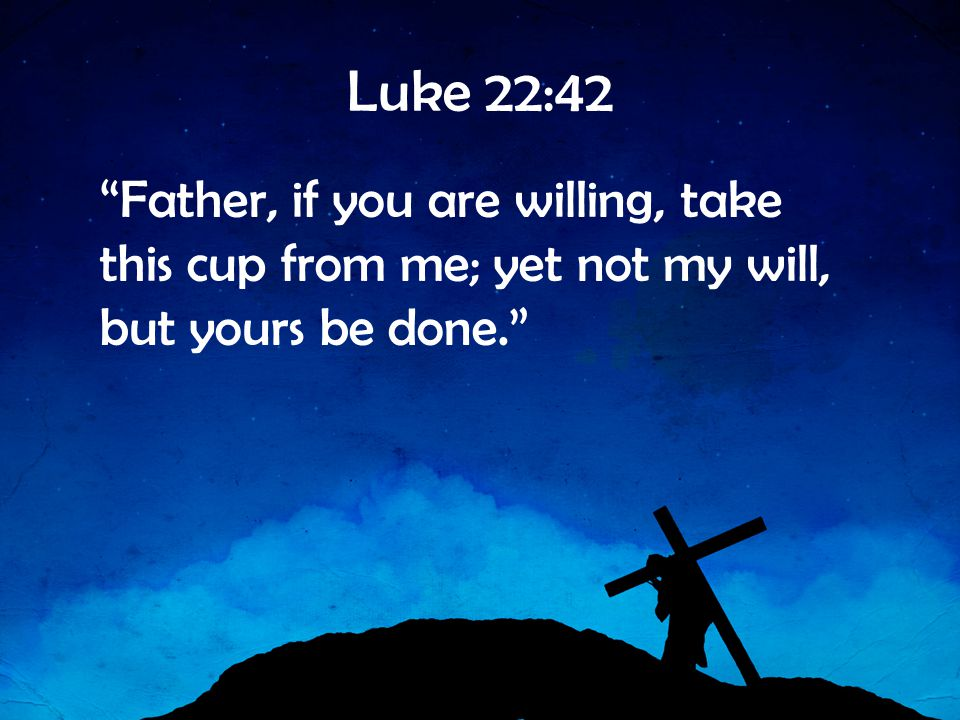 Luke 22:42
“Father, if you are willing, take
this cup from me; yet not my will,
but yours be done.”